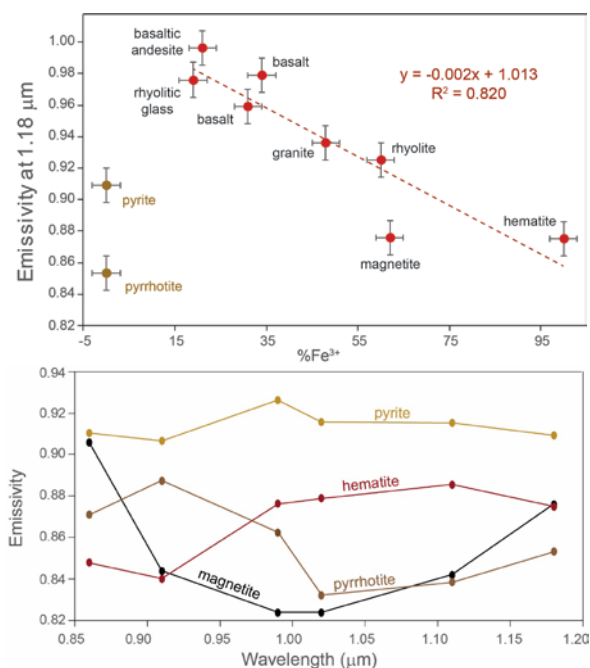 Emissivity at 1.18 μm
1.00
0.98
0.96
0.94
0.92
0.90
0.88
0.86
0.84
0.82
basaltic
andesite
basalt
y = -0.002x + 1.013
R² = 0.820
rhyolitic
glass
basalt
granite
rhyolite
pyrite
hematite
magnetite
pyrrhotite
-5
15
35
55
75
95
%Fe³⁺
Emissivity
0.94
0.92
0.90
0.88
0.86
0.84
0.82
pyrite
hematite
magnetite
pyrrhotite
0.85
0.90
0.95
1.00
1.05
1.10
1.15
1.20
Wavelength (μm)